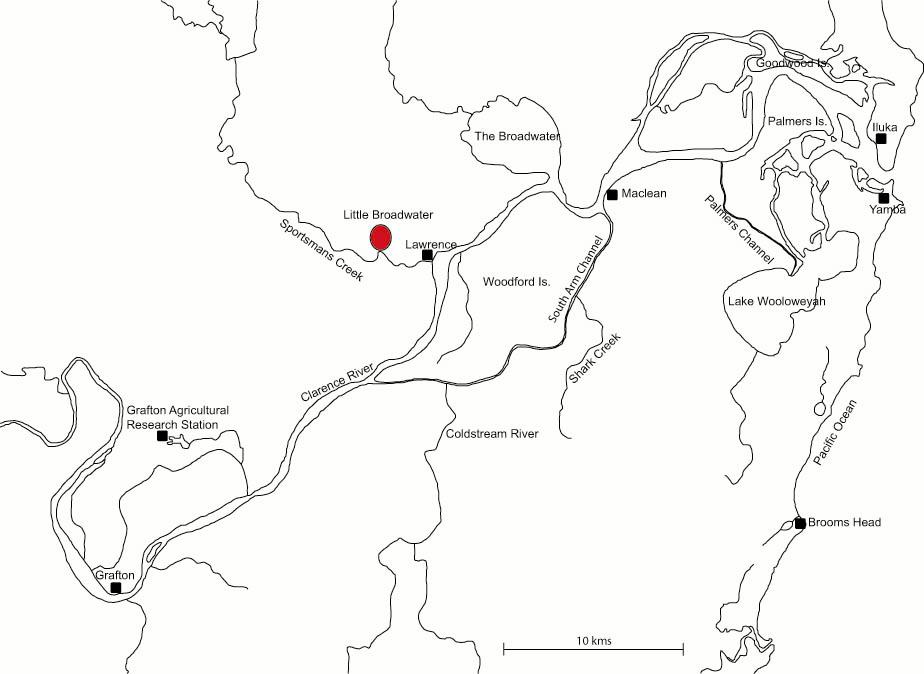 Goodwood Is.
Palmers Is.
Iluka
The Broadwater
Maclean
Yamba
Little Broadwater
Lawrence
Sportsmans Creek
Palmers Channel
South Arm Channel
Woodford Is.
Lake Wooloweyah
Shark Creek
Clarence River
Grafton Agricultural
Research Station
Coldstream River
Pacific Ocean
Brooms Head
Grafton
10 kms